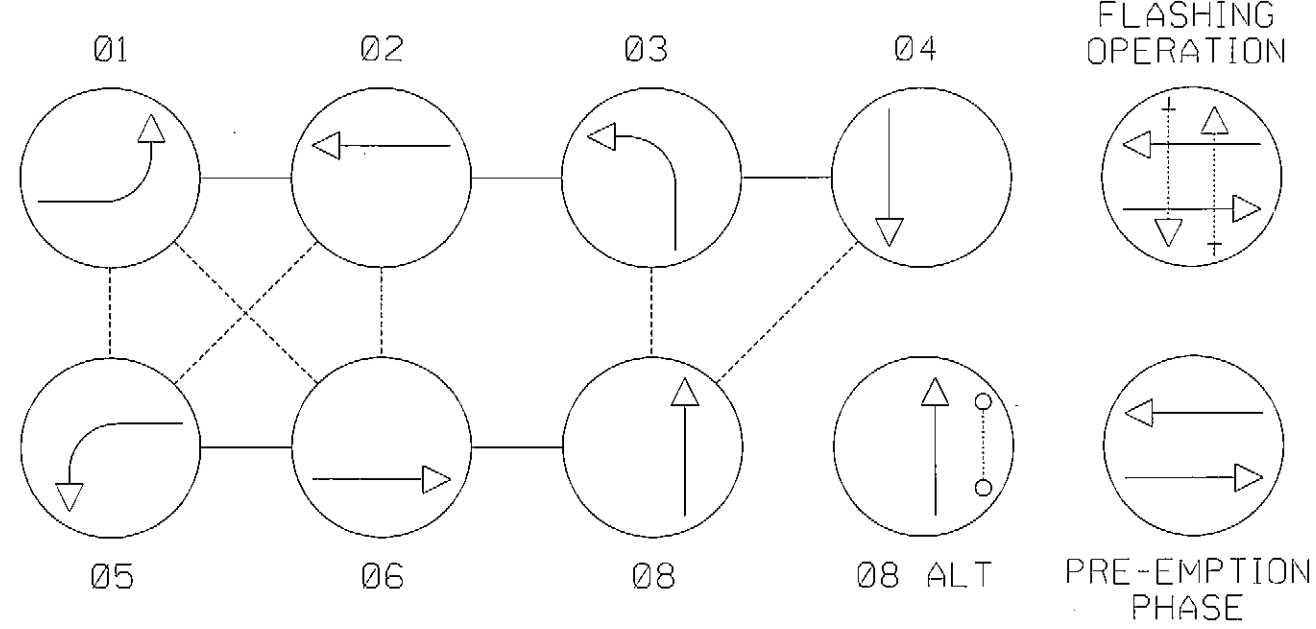 FLASHING
OPERATION
Ø1
Ø2
Ø3
Ø4
Ø5
Ø6
Ø8
Ø8 ALT
PRE-EMPTION
PHASE